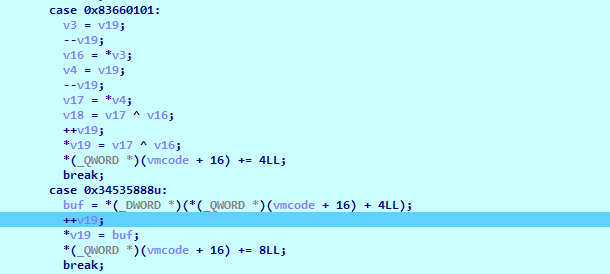 case 0x83660101:
v3 = v19;
--v19;
v16 = *v3;
v4 = v19;
--v19;
v17 = *v4;
v18 = v17 ^ v16;
++v19;
*v19 = v17 ^ v16;
*(_QWORD *)(vmcode + 16) += 4LL;
break;
case 0x34535888u:
buf = *(_DWORD *)(*(_QWORD *)(vmcode + 16) + 4LL);
++v19;
*v19 = buf;
*(_QWORD *)(vmcode + 16) += 8LL;
break;